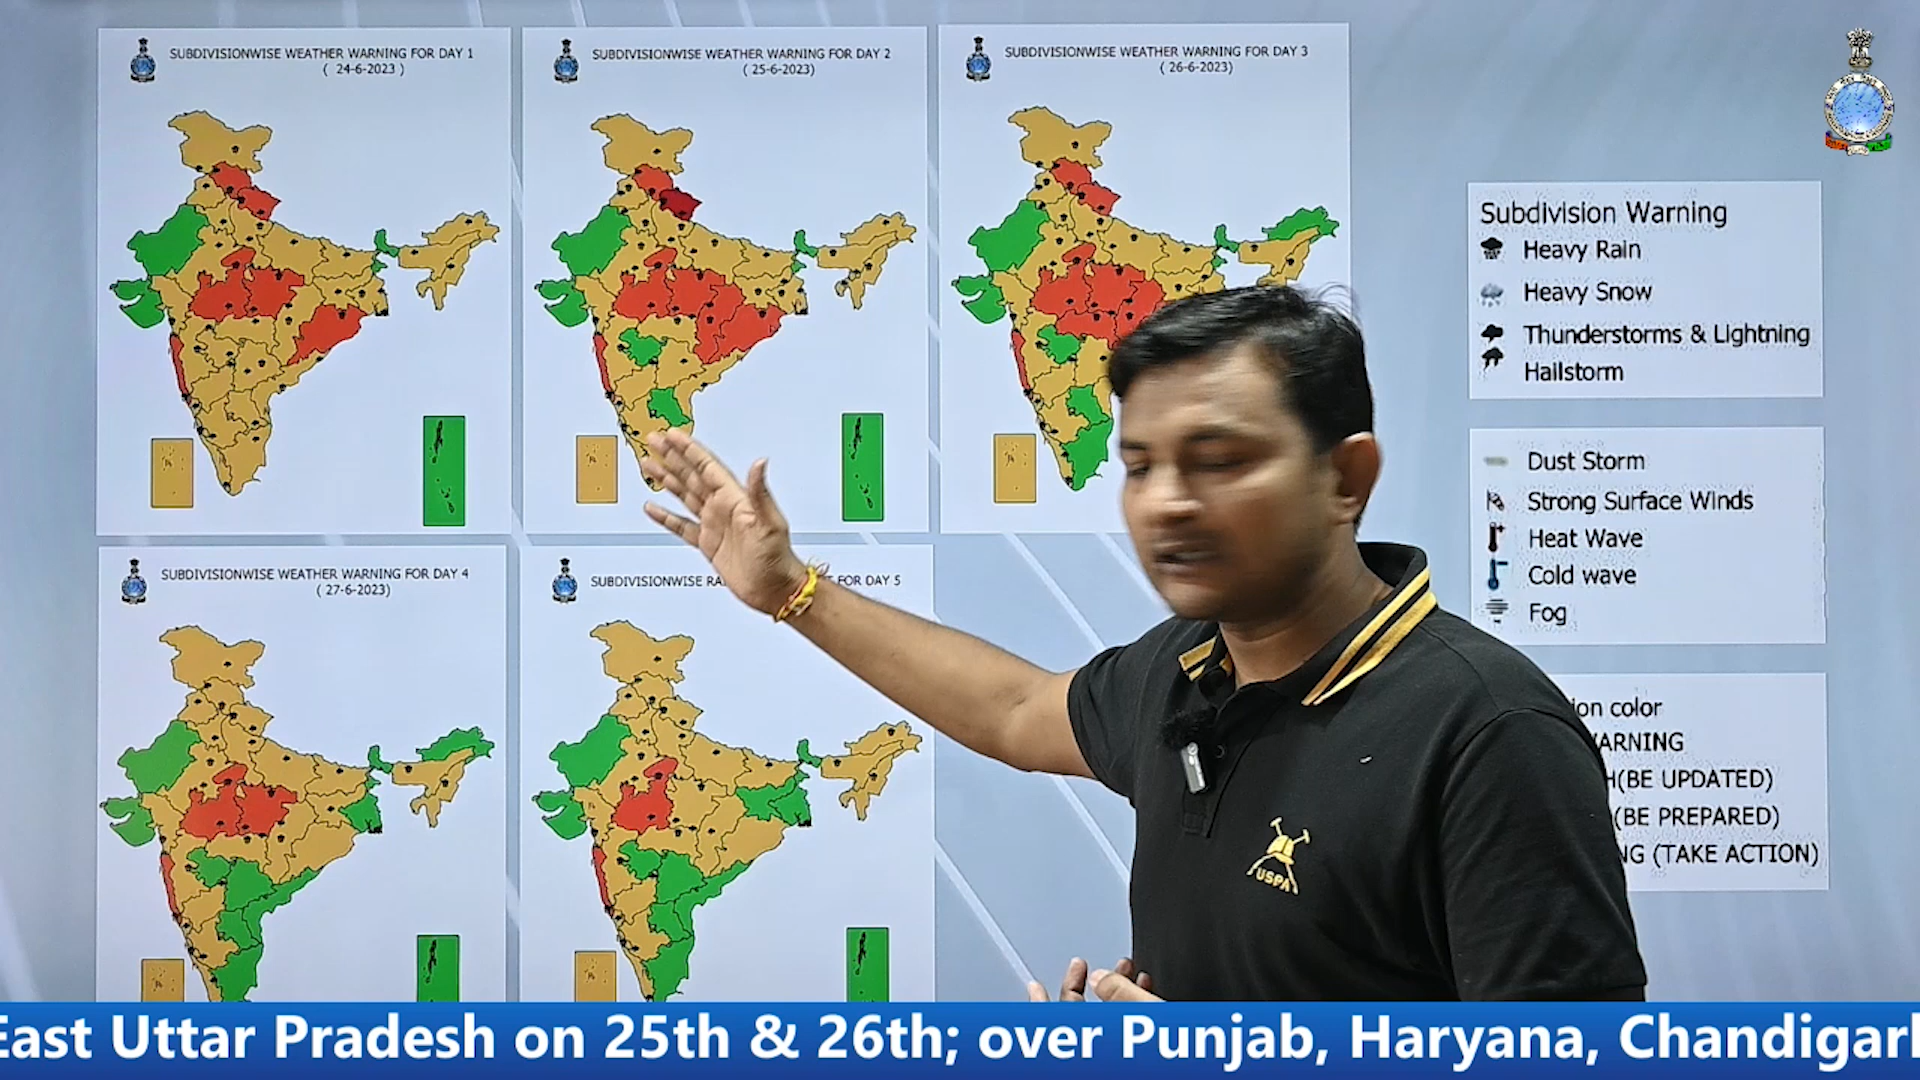 SUBDIVISIONWISE WEATHER WARNING FOR DAY 1
( 24-6-2023 )
SUBDIVISIONWISE WEATHER WARNING FOR DAY 2
( 25-6-2023)
SUBDIVISIONWISE WEATHER WARNING FOR DAY 3
( 26-6-2023)
Subdivision Warning
Heavy Rain
Heavy Snow
Thunderstorms & Lightning
Hailstorm
Dust Storm
Strong Surface Winds
Heat Wave
Cold wave
Fog
SUBDIVISIONWISE WEATHER WARNING FOR DAY 4
( 27-6-2023)
SUBDIVISIONWISE RA
FOR DAY 5
ion color
ARNING
H(BE UPDATED)
(BE PREPARED)
NG (TAKE ACTION)
USPA
East Uttar Pradesh on 25th & 26th; over Punjab, Haryana, Chandigarh